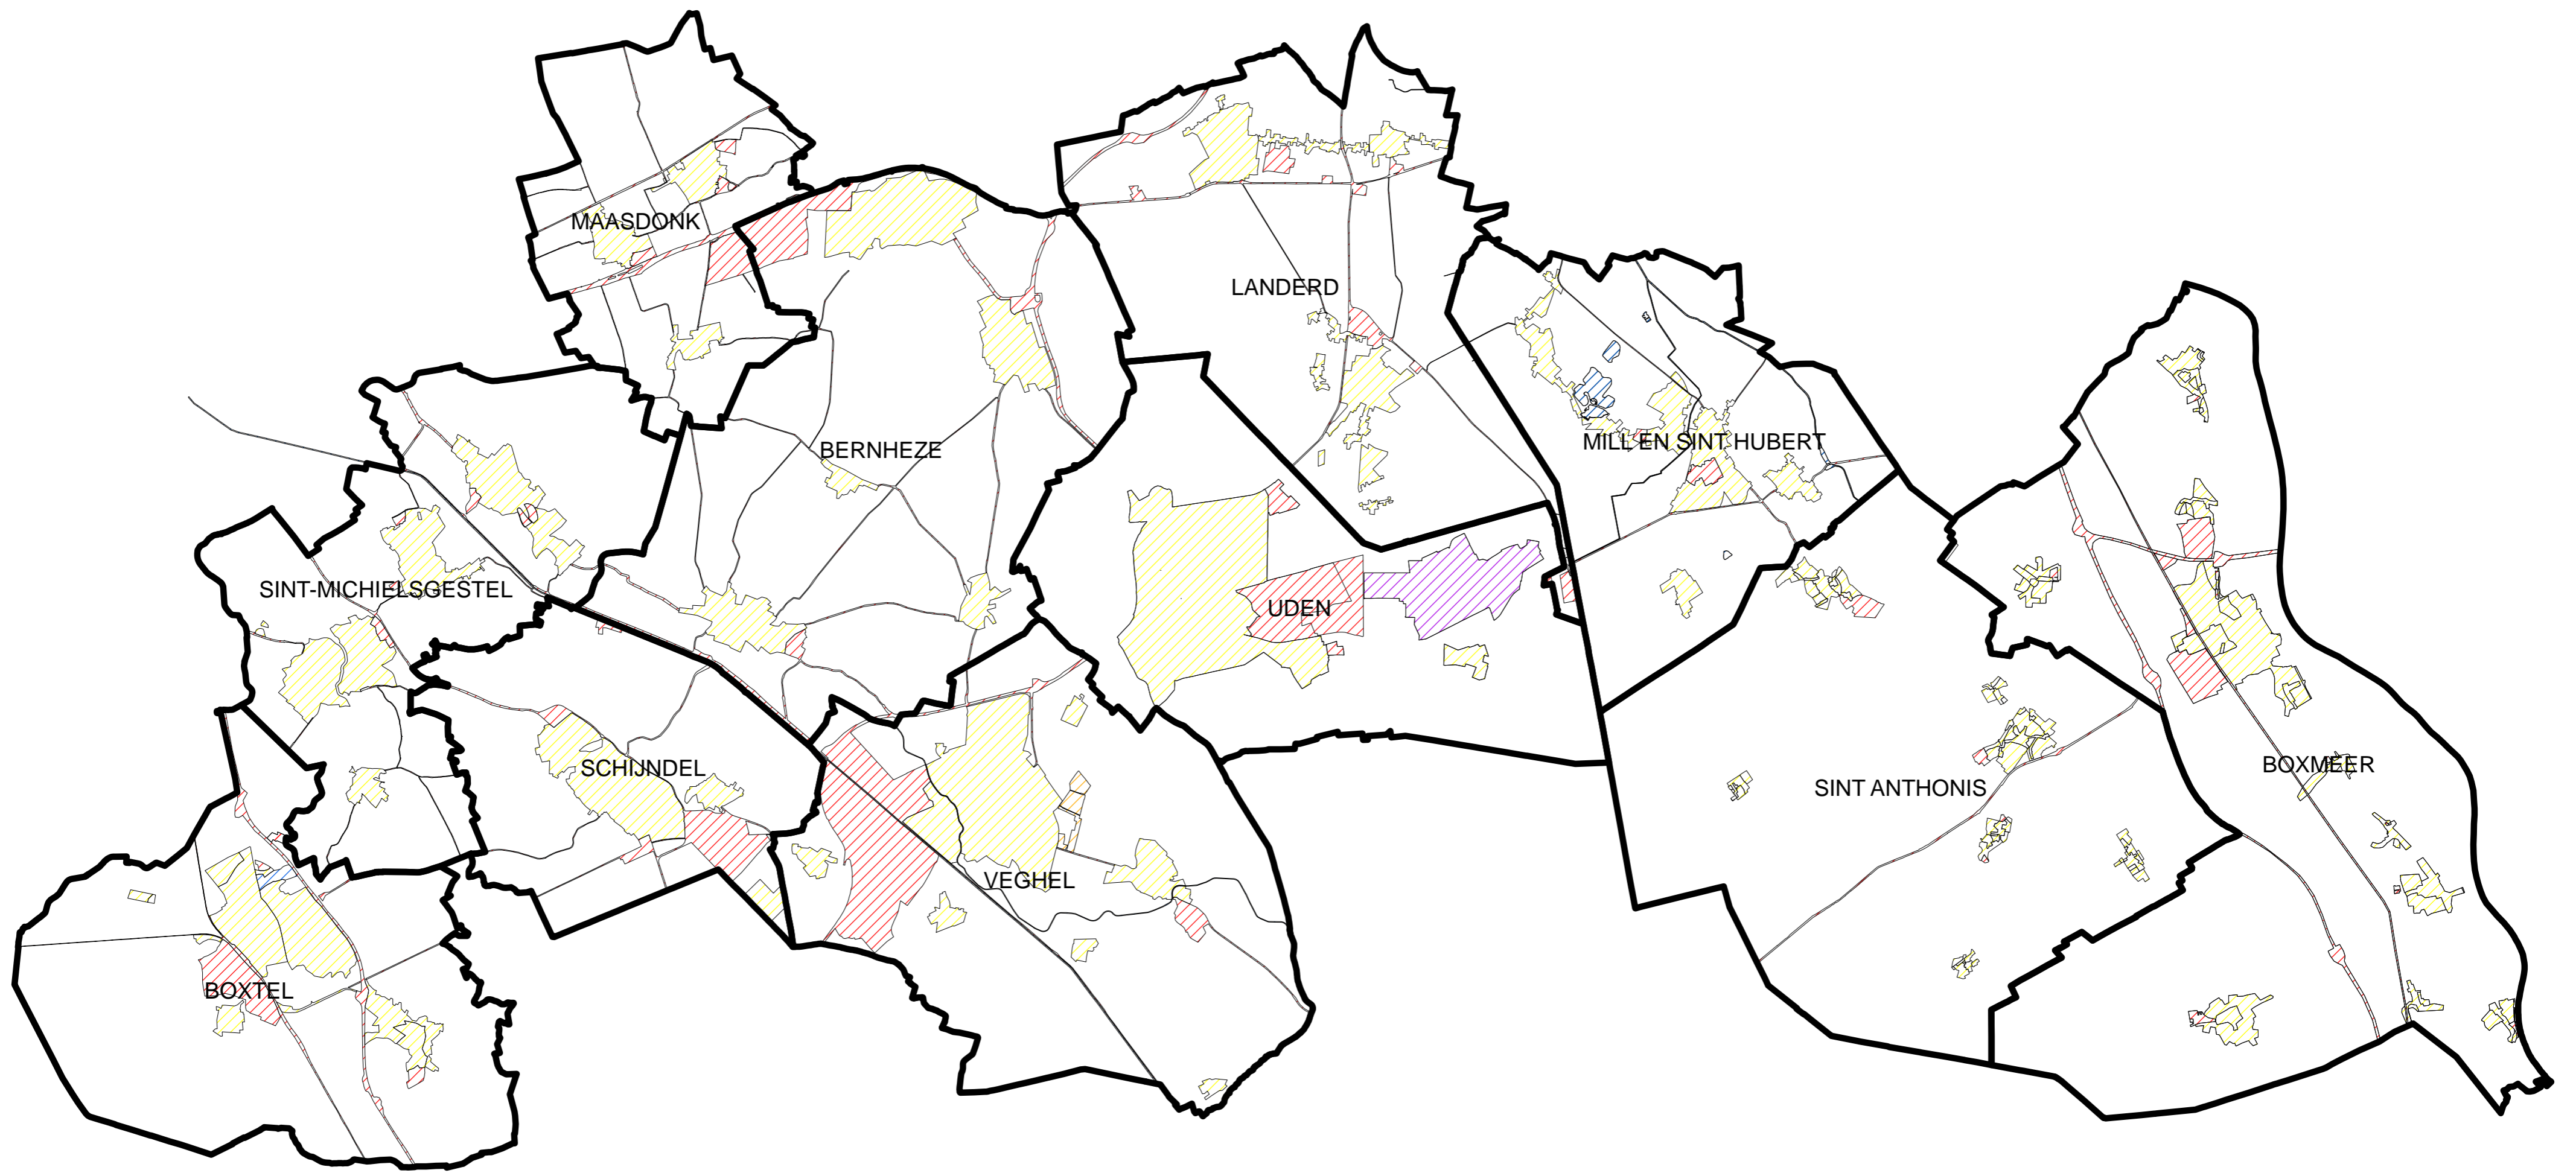 MAASDONK
LANDERD
BERNHEZE
MILL EN SINT HUBERT
SINT-MICHIELSGESTEL
UDEN
SCHIJNDEL
BOXMEER
SINT ANTHONIS
VEGHEL
BOXTEL